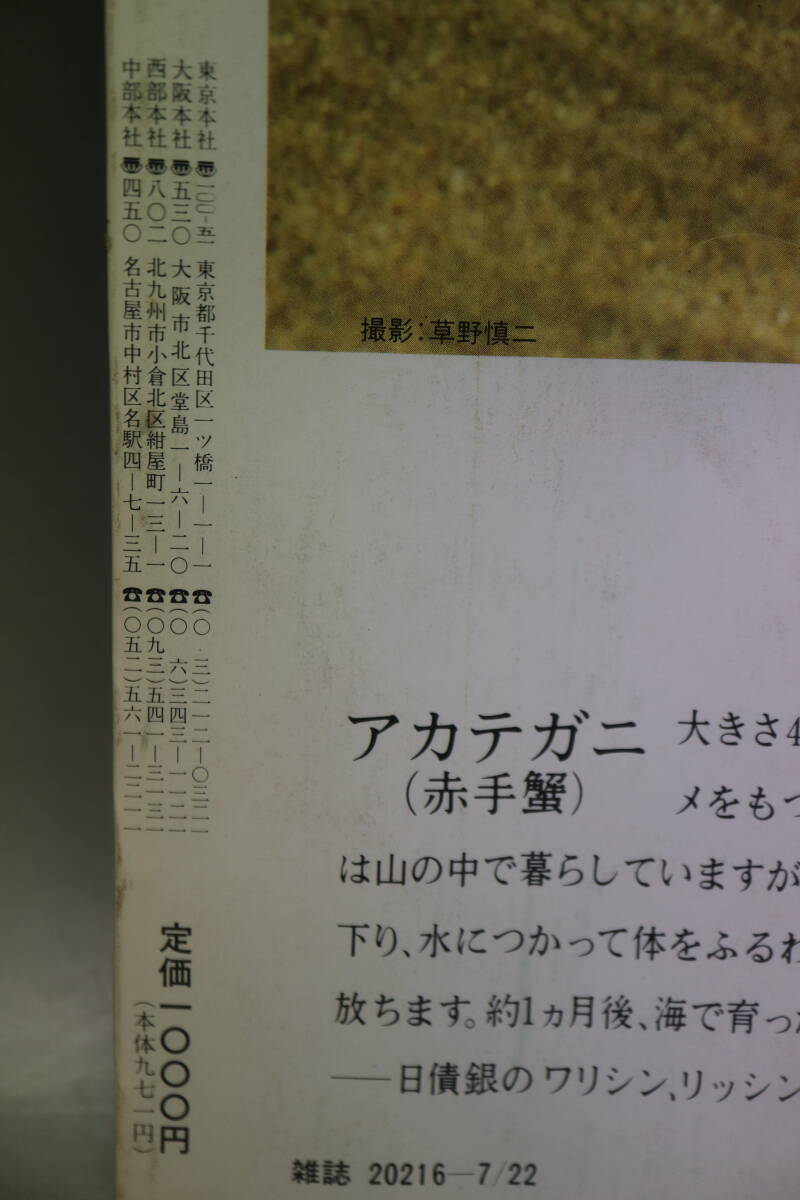 東京本社〒一〇〇-五一 東京都千代田区一ツ橋一―一―一 ☎(〇三)二一二―〇三二一
大阪本社〒五三〇 大阪市北区堂島一―六―二〇 ☎(〇六)三四三―一一二一
西部本社〒八〇二 北九州市小倉北区紺屋町一三―一 ☎(〇九三)五四一―三一三一
中部本社〒四五〇 名古屋市中村区名駅四―七―三五 ☎(〇五二)五六一―二二一一
定価一〇〇〇円
(本体九七一円)
撮影:草野慎二
アカテガニ
(赤手蟹)
大きさ4
メをもつ
は山の中で暮らしていますが
下り、水につかって体をふるわ
放ちます。約1ヵ月後、海で育った
――日債銀のワリシン、リッシン
雑誌 20216―7/22